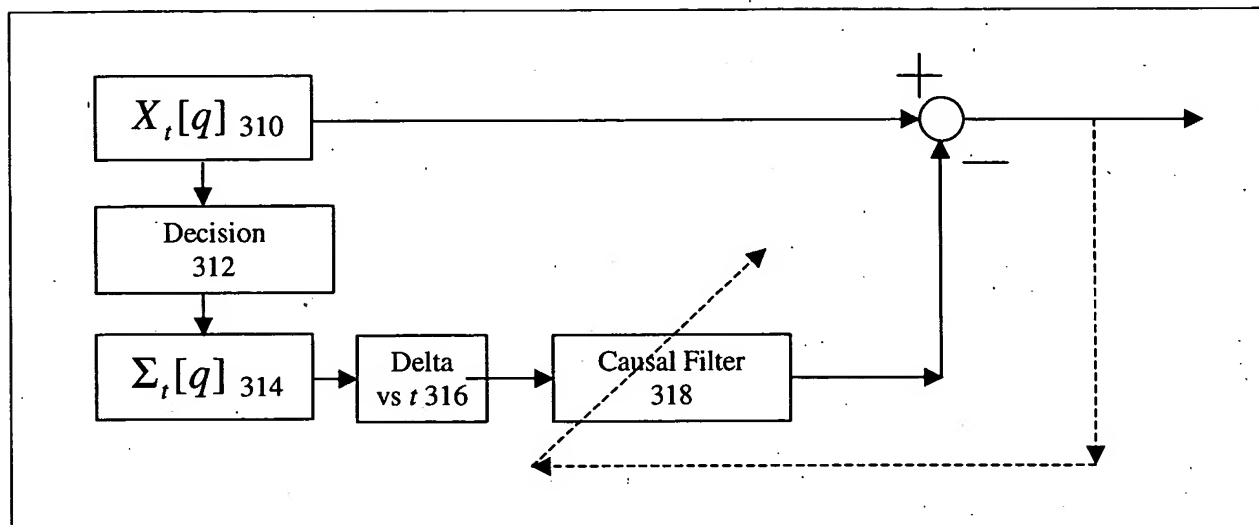 +
X_t[q] 310
—
Decision
312
Σ_t[q] 314
Delta
vs t 316
Causal Filter
318